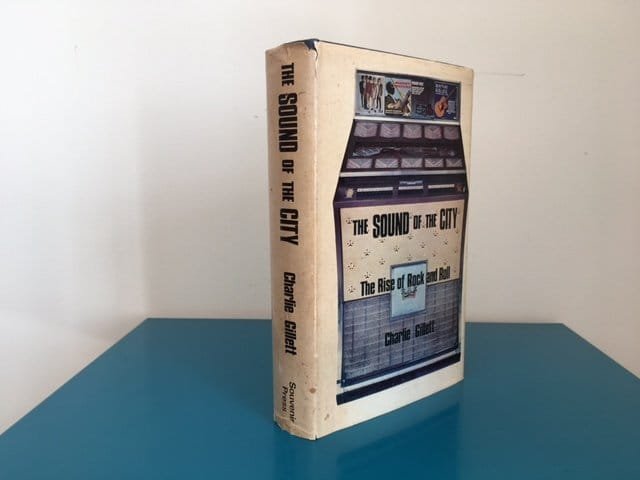 THE SOUND OF THE CITY
Charlie Gillett
Souvenir
Press
THE SOUND OF THE CITY
The Rise of Rock and Roll
Charlie Gillett